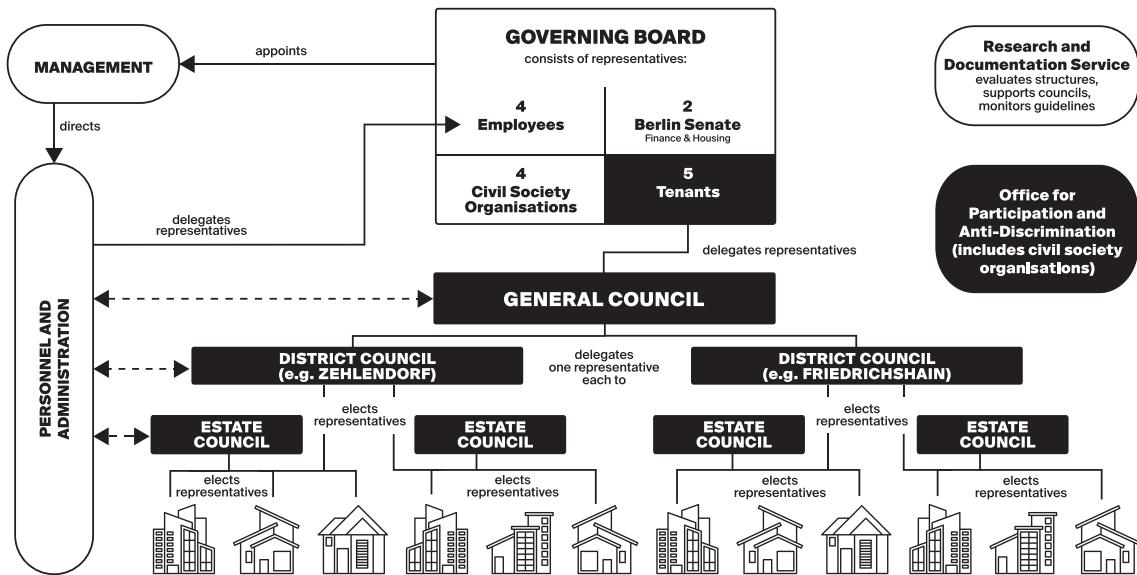 GOVERNING BOARD
consists of representatives:
4
Employees
2
Berlin Senate
Finance & Housing
4
Civil Society
Organisations
5
Tenants
appoints
MANAGEMENT
directs
PERSONNEL AND
ADMINISTRATION
delegates
representatives
Research and
Documentation Service
evaluates structures,
supports councils,
monitors guidelines
Office for
Participation and
Anti-Discrimination
(includes civil society
organisations)
delegates representatives
GENERAL COUNCIL
DISTRICT COUNCIL
(e.g. ZEHLENDORF)
delegates
one representative
each to
DISTRICT COUNCIL
(e.g. FRIEDRICHSHAIN)
elects
representatives
elects
representatives
ESTATE
COUNCIL
ESTATE
COUNCIL
ESTATE
COUNCIL
ESTATE
COUNCIL
elects
representatives
elects
representatives
elects
representatives
elects
representatives